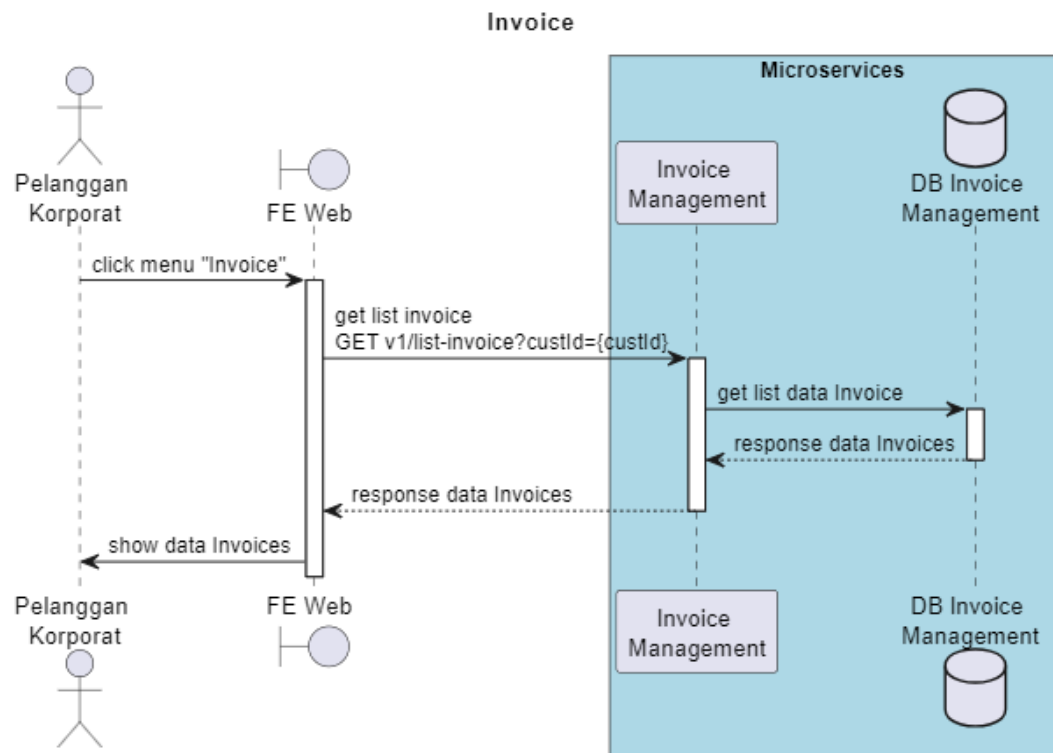 Invoice
Microservices
Pelanggan
Korporat
FE Web
Invoice
Management
DB Invoice
Management
click menu "Invoice"
get list invoice
GET v1/list-invoice?custId={custId}
get list data Invoice
response data Invoices
response data Invoices
show data Invoices
Pelanggan
Korporat
FE Web
Invoice
Management
DB Invoice
Management